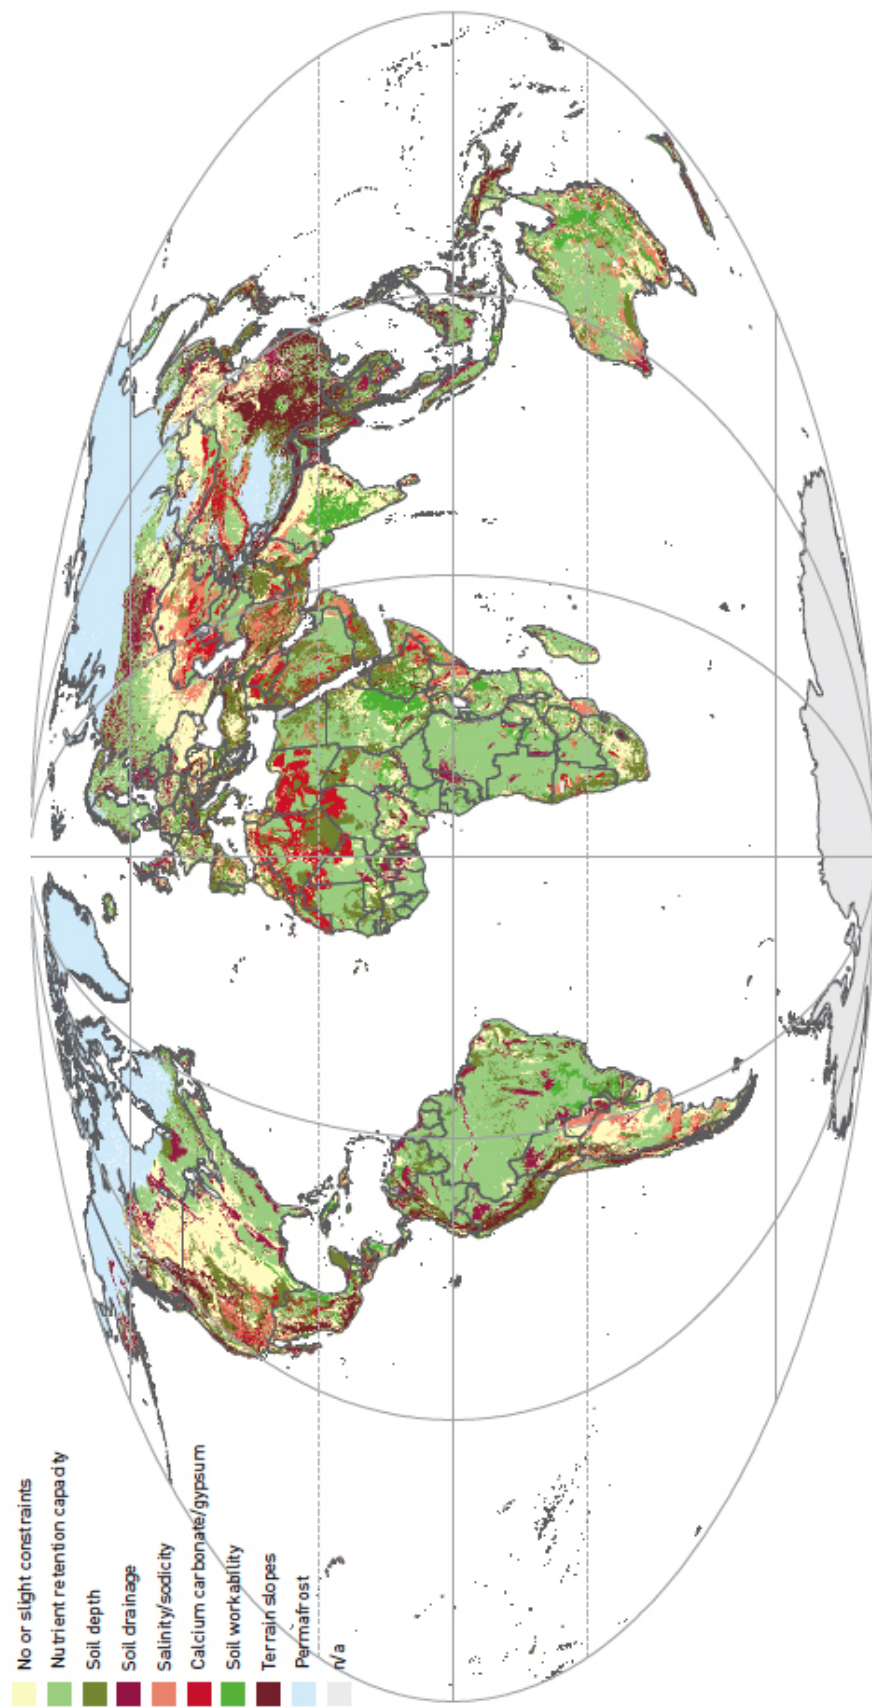 No or slight constraints
Nutrient retention capacity
Soil depth
Soil drainage
Salinity/sodicity
Calcium carbonate/gypsum
Soil workability
Terrain slopes
Permafrost
n/a